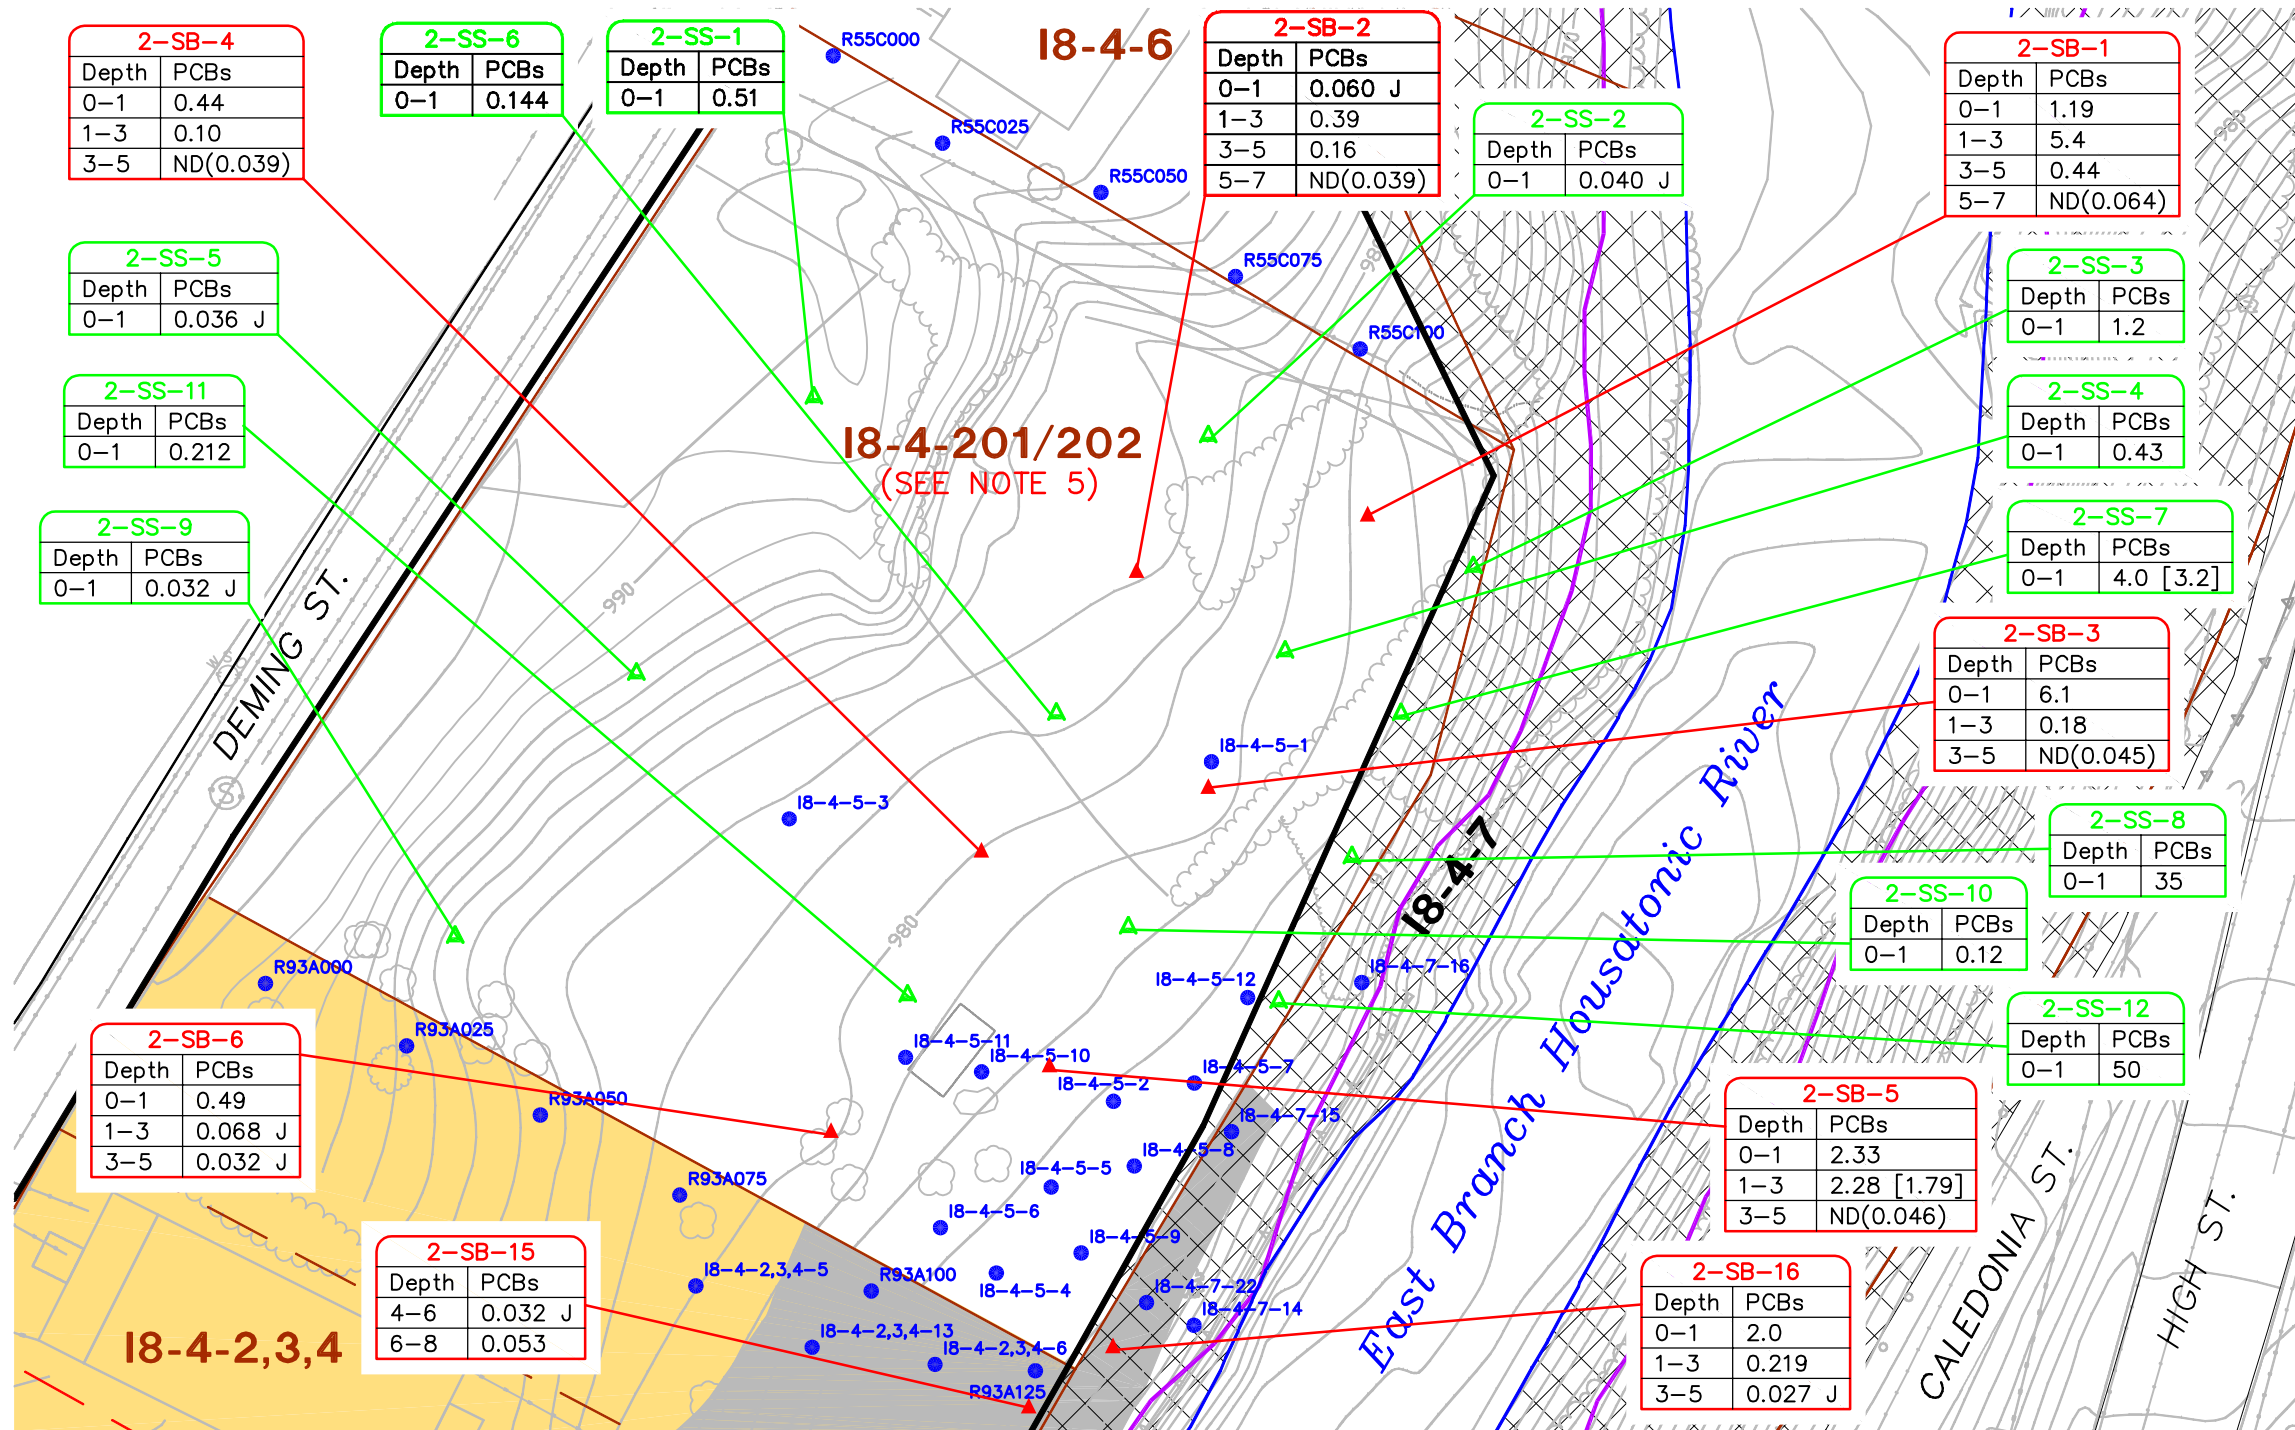 2-SB-4
Depth PCBs
0-1 0.44
1-3 0.10
3-5 ND(0.039)
2-SS-6
Depth PCBs
0-1 0.144
2-SS-1
Depth PCBs
0-1 0.51
R55C000
I8-4-6
2-SB-2
Depth PCBs
0-1 0.060 J
1-3 0.39
3-5 0.16
5-7 ND(0.039)
970
2-SS-2
Depth PCBs
0-1 0.040 J
2-SB-1
Depth PCBs
0-1 1.19
1-3 5.4
3-5 0.44
5-7 ND(0.064)
980
R55C025
R55C050
R55C075
R55C100
2-SS-5
Depth PCBs
0-1 0.036 J
2-SS-3
Depth PCBs
0-1 1.2
2-SS-11
Depth PCBs
0-1 0.212
2-SS-4
Depth PCBs
0-1 0.43
I8-4-201/202
(SEE NOTE 5)
2-SS-9
Depth PCBs
0-1 0.032 J
2-SS-7
Depth PCBs
0-1 4.0 [3.2]
990
DEMING ST.
W S
S
2-SB-3
Depth PCBs
0-1 6.1
1-3 0.18
3-5 ND(0.045)
I8-4-5-1
I8-4-5-3
I8-4-7
East Branch Housatonic River
2-SS-8
Depth PCBs
0-1 35
2-SS-10
Depth PCBs
0-1 0.12
980
R93A000
I8-4-5-12
I8-4-7-16
2-SS-12
Depth PCBs
0-1 50
R93A025
2-SB-6
Depth PCBs
0-1 0.49
1-3 0.068 J
3-5 0.032 J
R93A050
I8-4-5-11
I8-4-5-10
I8-4-5-2
I8-4-5-7
I8-4-7-15
2-SB-5
Depth PCBs
0-1 2.33
1-3 2.28 [1.79]
3-5 ND(0.046)
I8-4-5-8
I8-4-5-5
R93A075
I8-4-5-6
I8-4-5-9
2-SB-15
Depth PCBs
4-6 0.032 J
6-8 0.053
I8-4-2,3,4-5
R93A100
I8-4-5-4
I8-4-7-22
I8-4-7-14
2-SB-16
Depth PCBs
0-1 2.0
1-3 0.219
3-5 0.027 J
I8-4-2,3,4
I8-4-2,3,4-13
I8-4-2,3,4-6
R93A125
CALEDONIA ST.
HIGH ST.